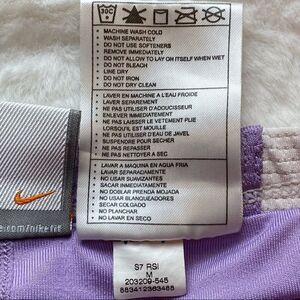 30C
• MACHINE WASH COLD
• WASH SEPARATELY
• DO NOT USE SOFTENERS
• REMOVE IMMEDIATELY
• DO NOT ALLOW TO LAY ON ITSELF WHEN WET
• DO NOT BLEACH
• LINE DRY
• DO NOT IRON
• DO NOT DRY CLEAN
• LAVER EN MACHINE A L'EAU FROIDE
• LAVER SEPAREMENT
• NE PAS UTILISER D'ADOUCISSEUR
• ENLEVER IMMEDIATEMENT
• NE PAS LAISSER LE VETEMENT PLIE
LORSQU'IL EST MOUILLE
• NE PAS UTILISER D'EAU DE JAVEL
• SUSPENDRE POUR SECHER
• NE PAS REPASSER
• NE PAS NETTOYER A SEC
• LAVAR A MAQUINA EN AGUA FRIA
• LAVAR SEPARADAMENTE
• NO USAR SUAVIZANTES
• SACAR INMEDIATAMENTE
• NO DOBLAR PRENDA MOJADA
• NO USAR BLANQUEADORES
• SECAR COLGADO
• NO PLANCHAR
• NO LAVAR EN SECO
e.com/nikefit
S7 RSI
M
203209-545
883412363485